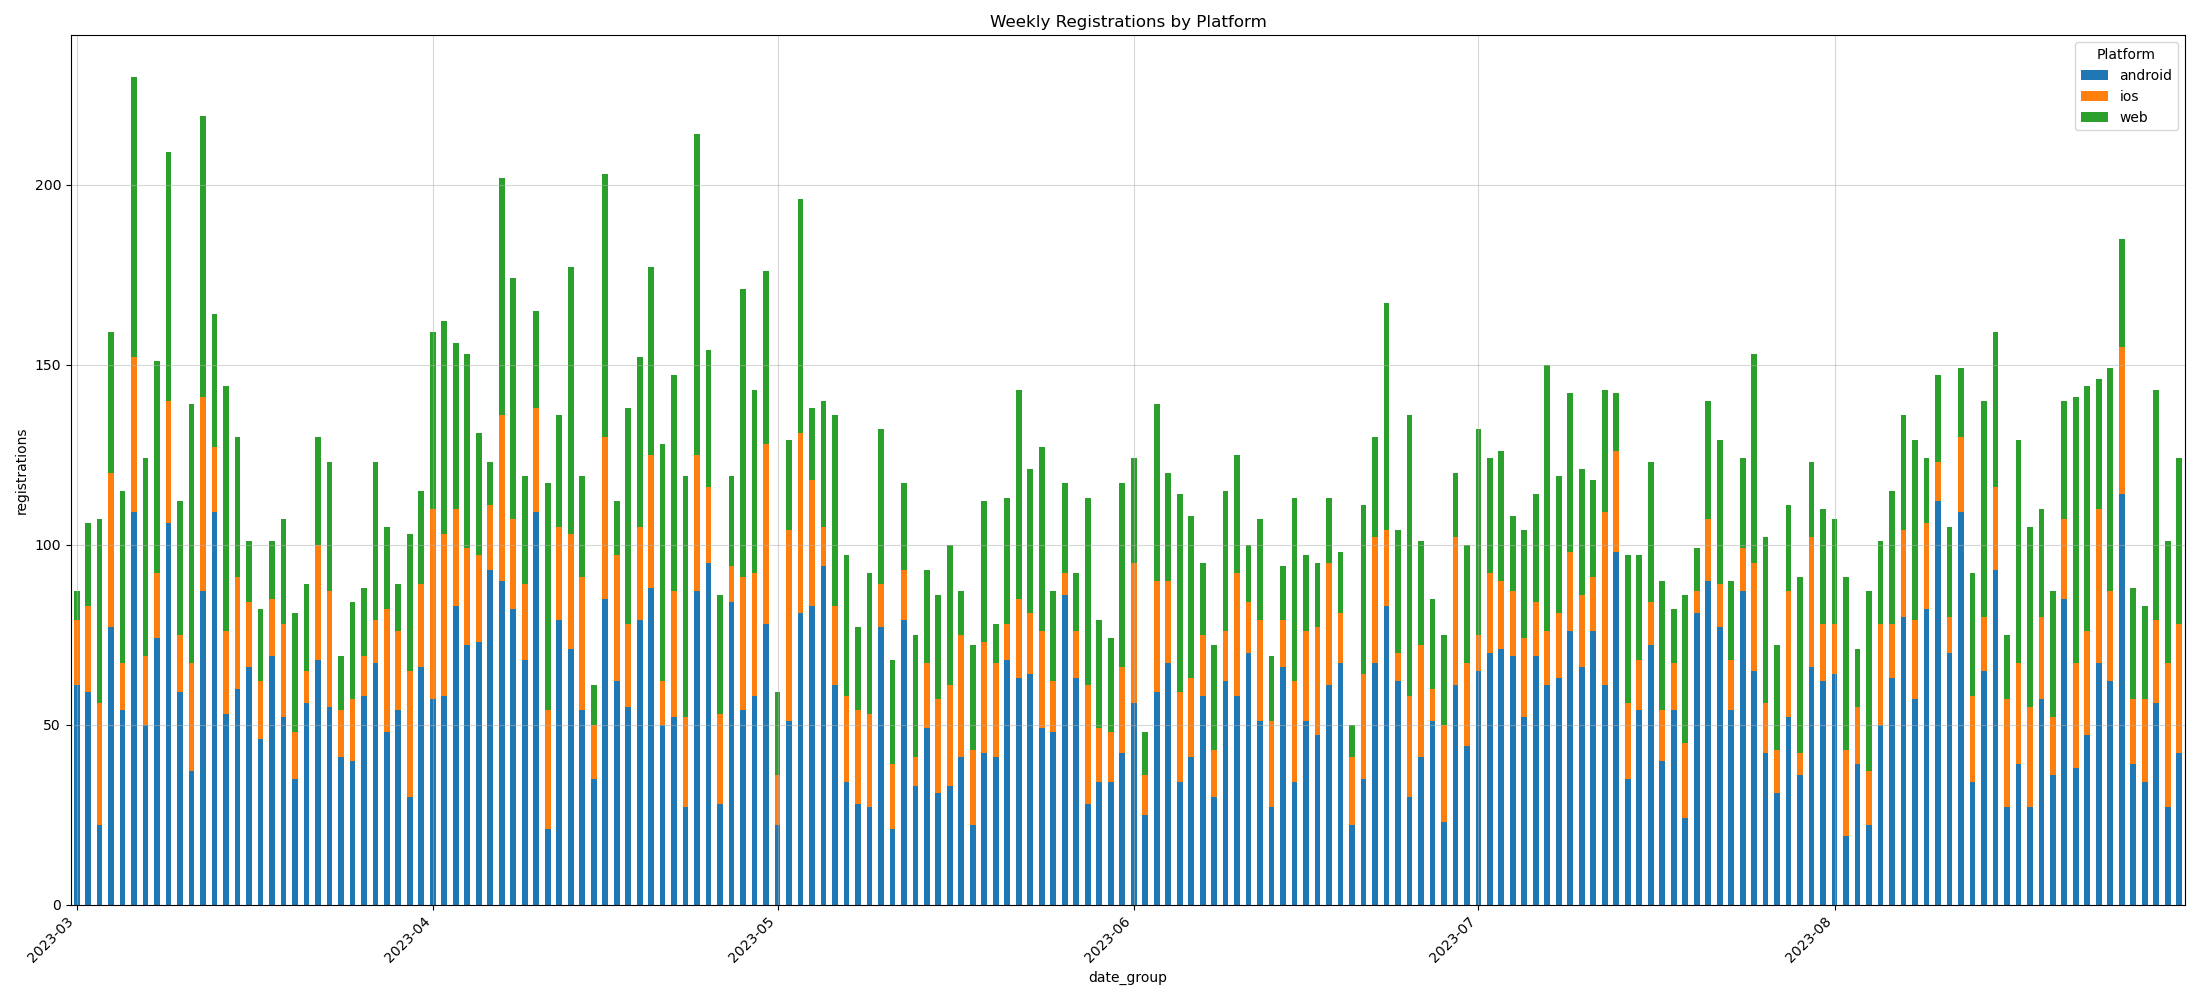 Weekly Registrations by Platform
Platform
android
ios
web
registrations
200
150
100
50
0
2023-03
2023-04
2023-05
2023-06
2023-07
2023-08
date_group